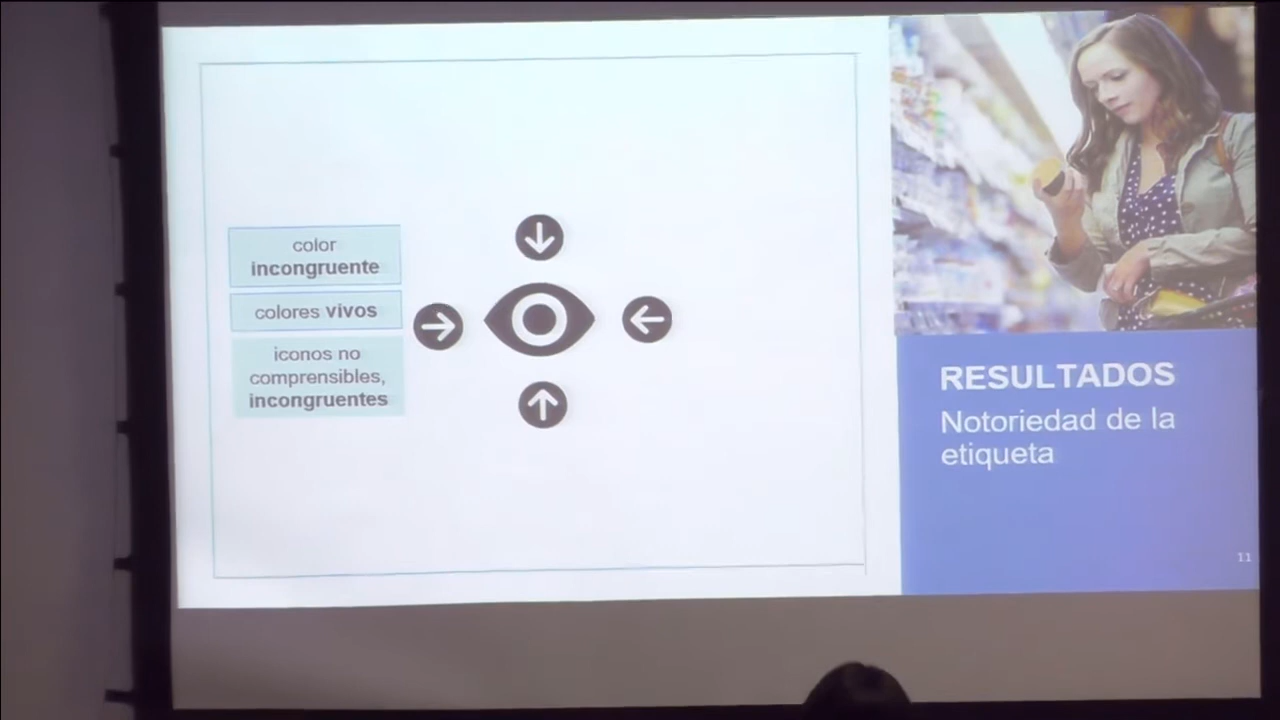 color
incongruente
colores vivos
iconos no
comprensibles,
incongruentes
RESULTADOS
Notoriedad de la
etiqueta
11